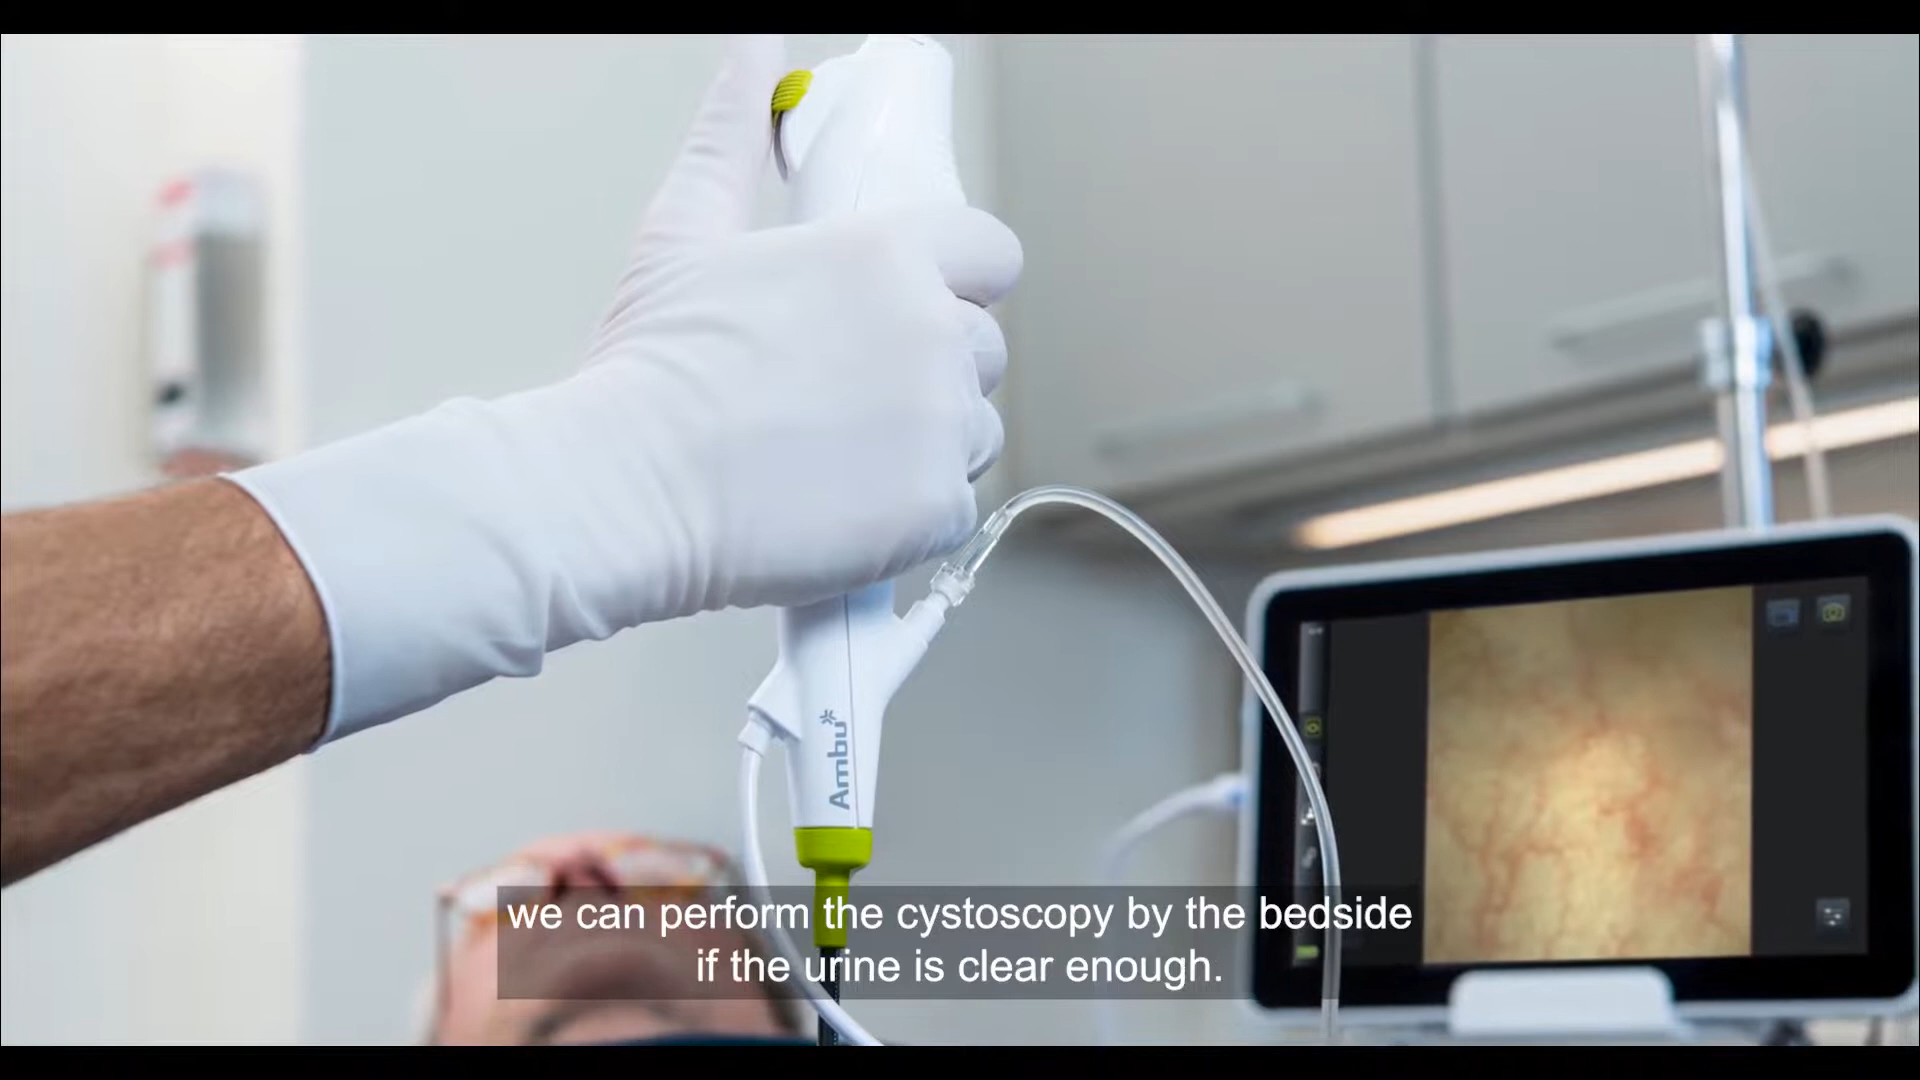 Ambu
we can perform the cystoscopy by the bedside
if the urine is clear enough.